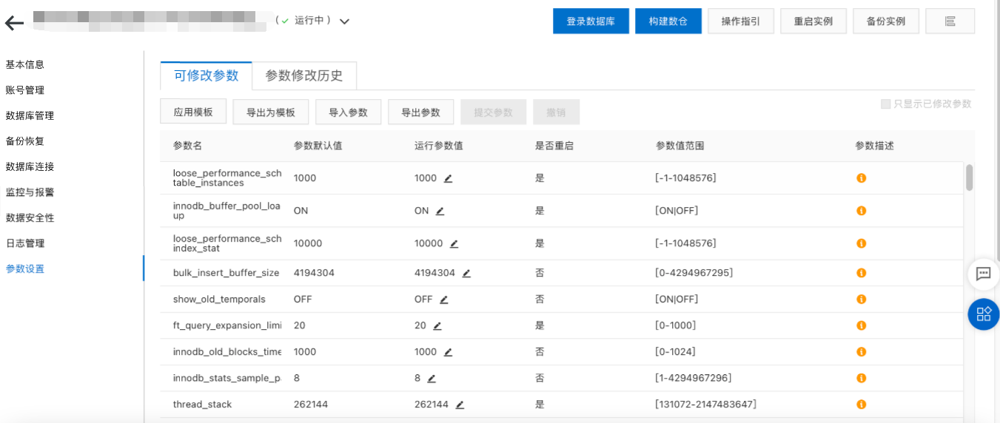 （ 运行中 ）
登录数据库
构建数仓
操作指引
重启实例
备份实例
基本信息
账号管理
数据库管理
备份恢复
数据库连接
监控与报警
数据安全性
日志管理
参数设置
可修改参数
参数修改历史
应用模板
导出为模板
导入参数
导出参数
提交参数
撤销
只显示已修改参数
参数名 参数默认值 运行参数值 是否重启 参数值范围 参数描述
loose_performance_sch
table_instances
1000 1000 是 [-1-1048576]
innodb_buffer_pool_loa
up
ON ON 是 [ON|OFF]
loose_performance_sch
index_stat
10000 10000 是 [-1-1048576]
bulk_insert_buffer_size 4194304 4194304 否 [0-4294967295]
show_old_temporals OFF OFF 否 [ON|OFF]
ft_query_expansion_limi 20 20 是 [0-1000]
innodb_old_blocks_time 1000 1000 否 [0-1024]
innodb_stats_sample_p 8 8 否 [1-4294967296]
thread_stack 262144 262144 是 [131072-2147483647]